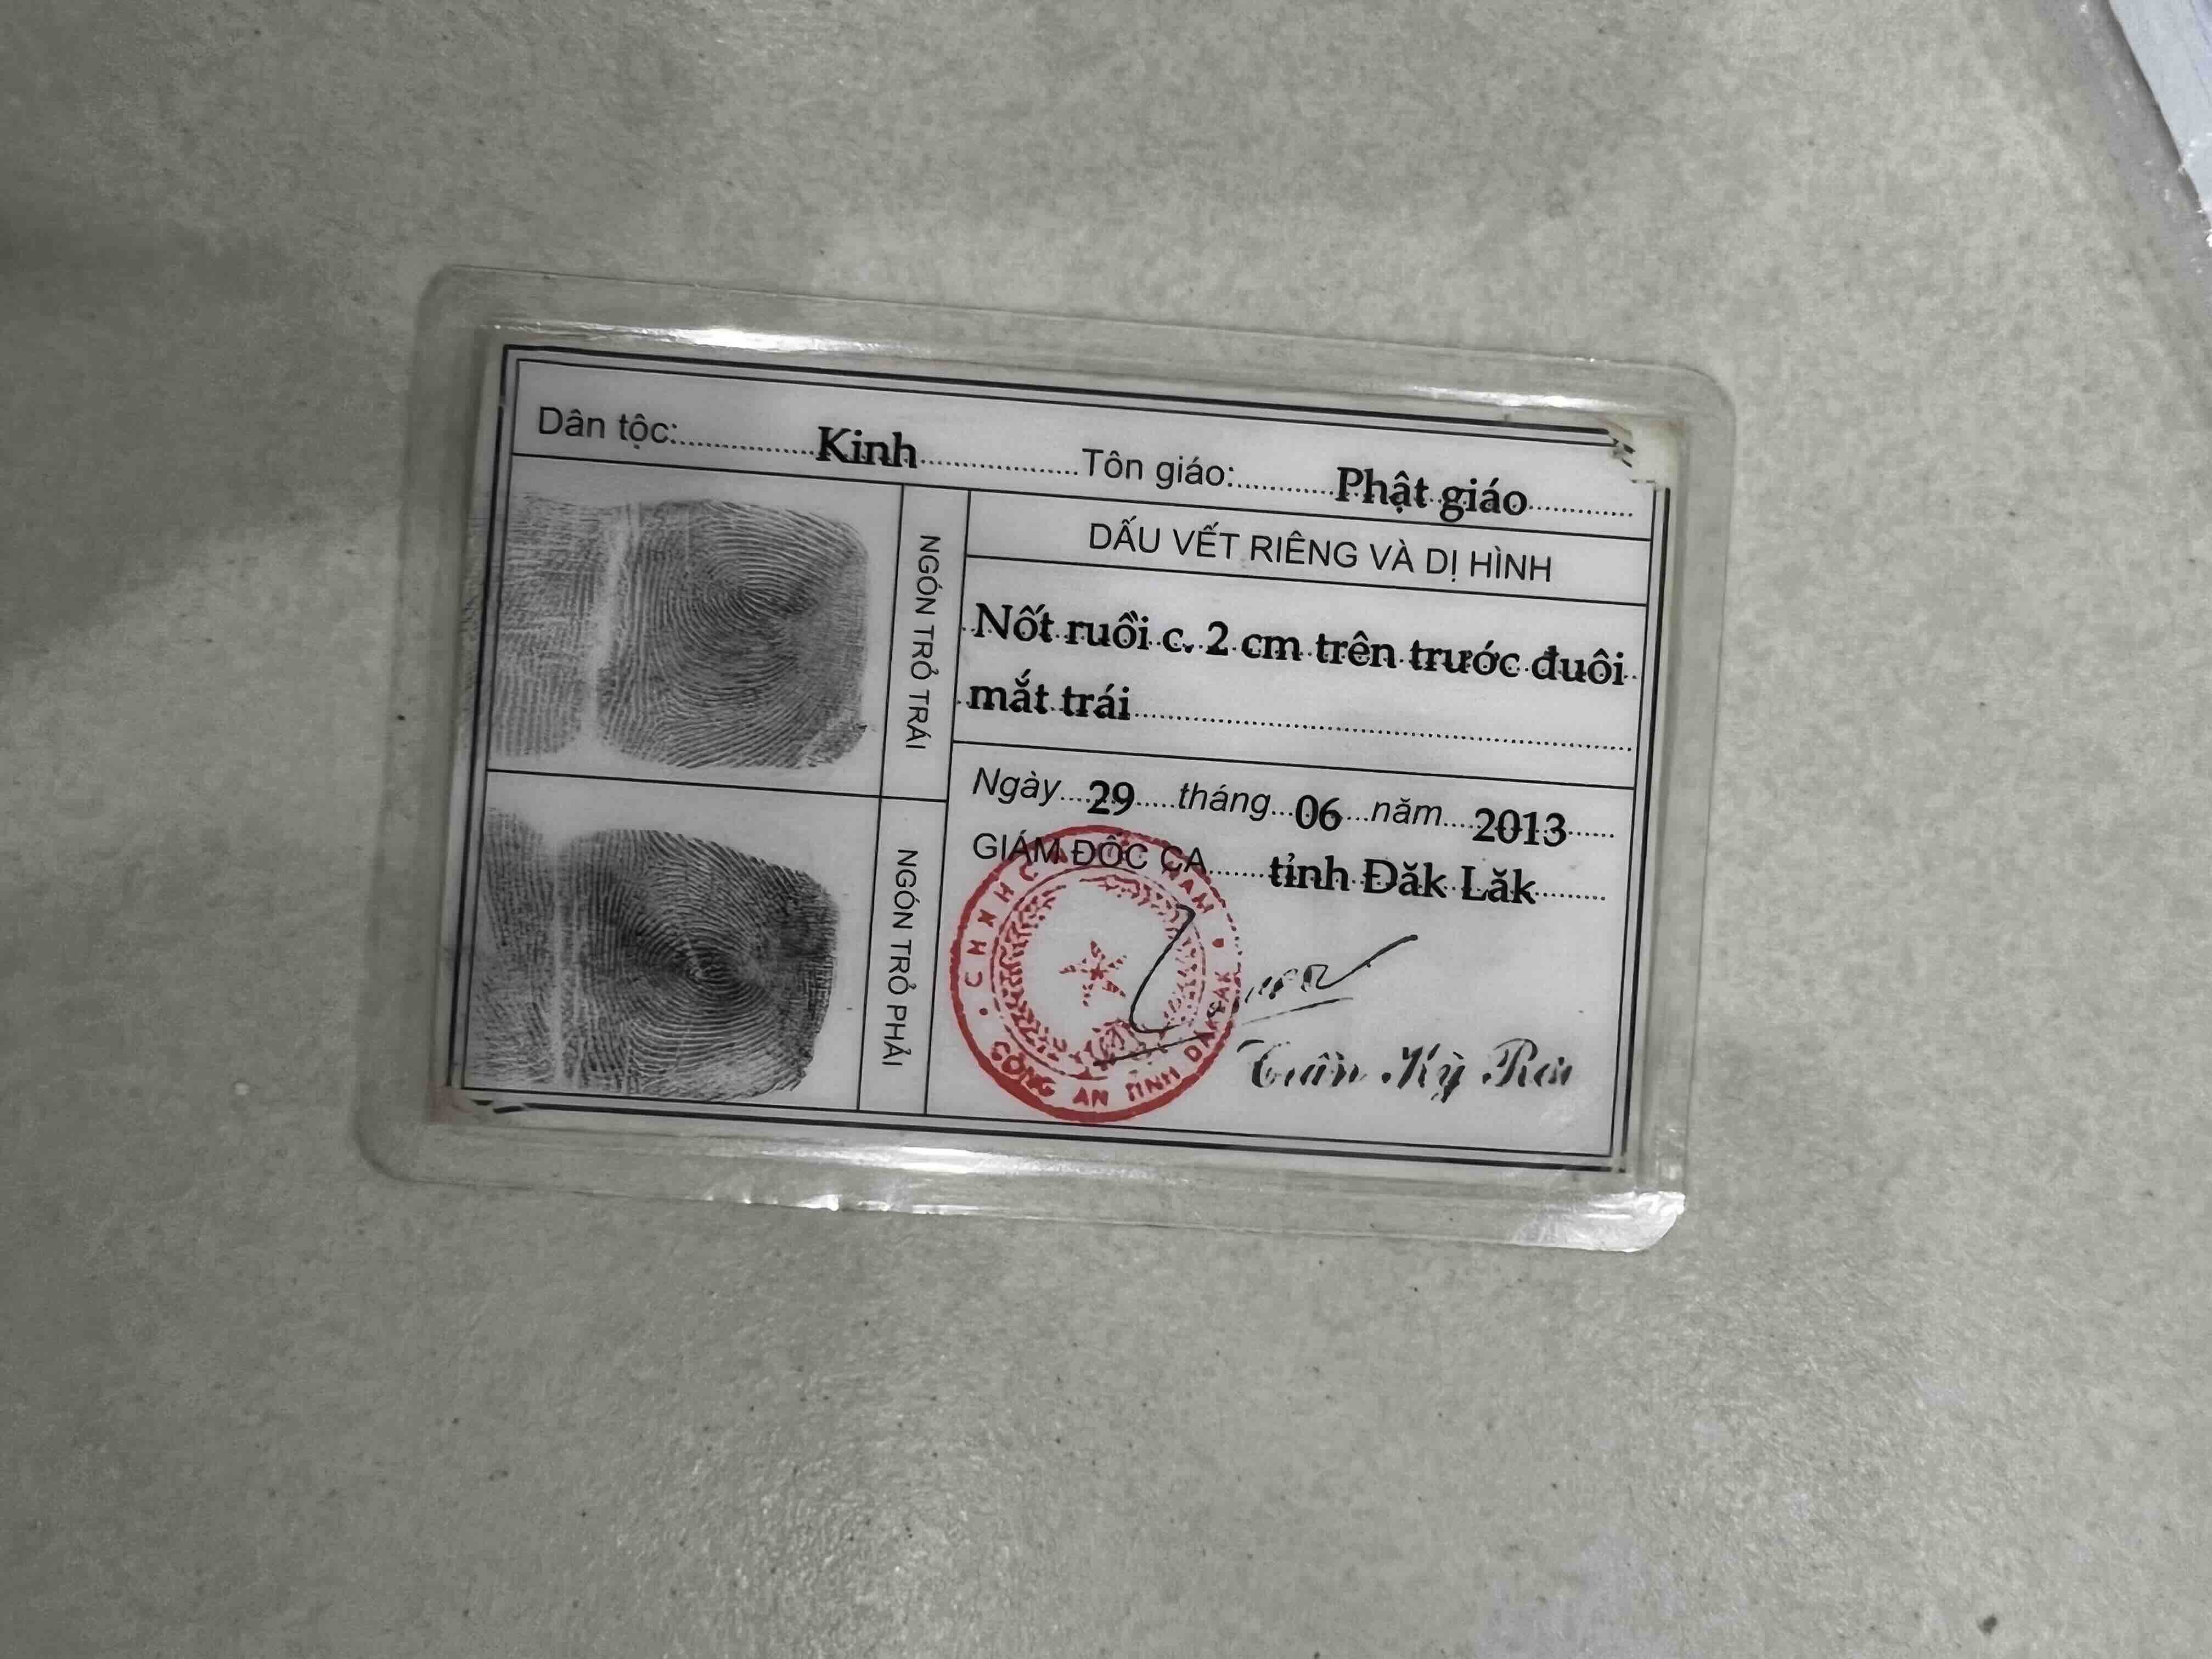 Dân tộc: Kinh Tôn giáo: Phật giáo
NGÓN TRỎ TRÁI
DẤU VẾT RIÊNG VÀ DỊ HÌNH
Nốt ruồi c. 2 cm trên trước đuôi
mắt trái
NGÓN TRỎ PHẢI
Ngày 29 tháng 06 năm 2013
GIÁM ĐỐC CA tỉnh Đăk Lăk
CÔNG AN TỈNH
Trần Kỳ